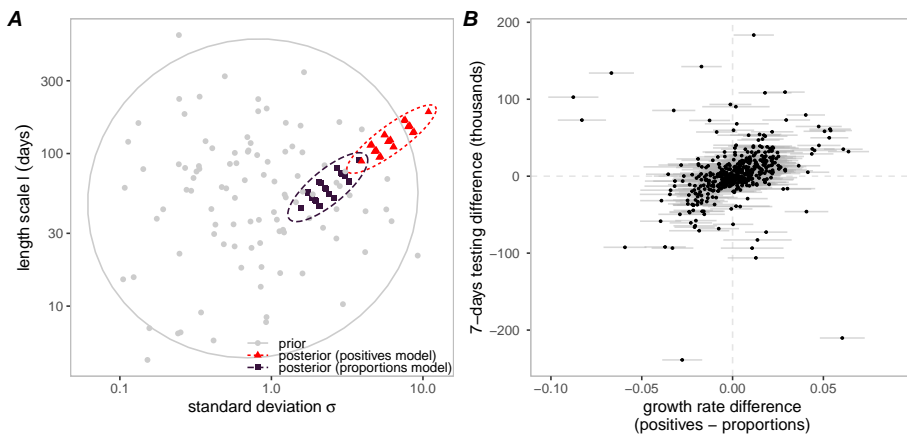 A
length scale l (days)
300
100
30
10
0.1
1.0
10.0
prior
posterior (positives model)
posterior (proportions model)
standard deviation σ
B
7−days testing difference (thousands)
200
100
0
−100
−200
−0.10
−0.05
0.00
0.05
growth rate difference
(positives − proportions)